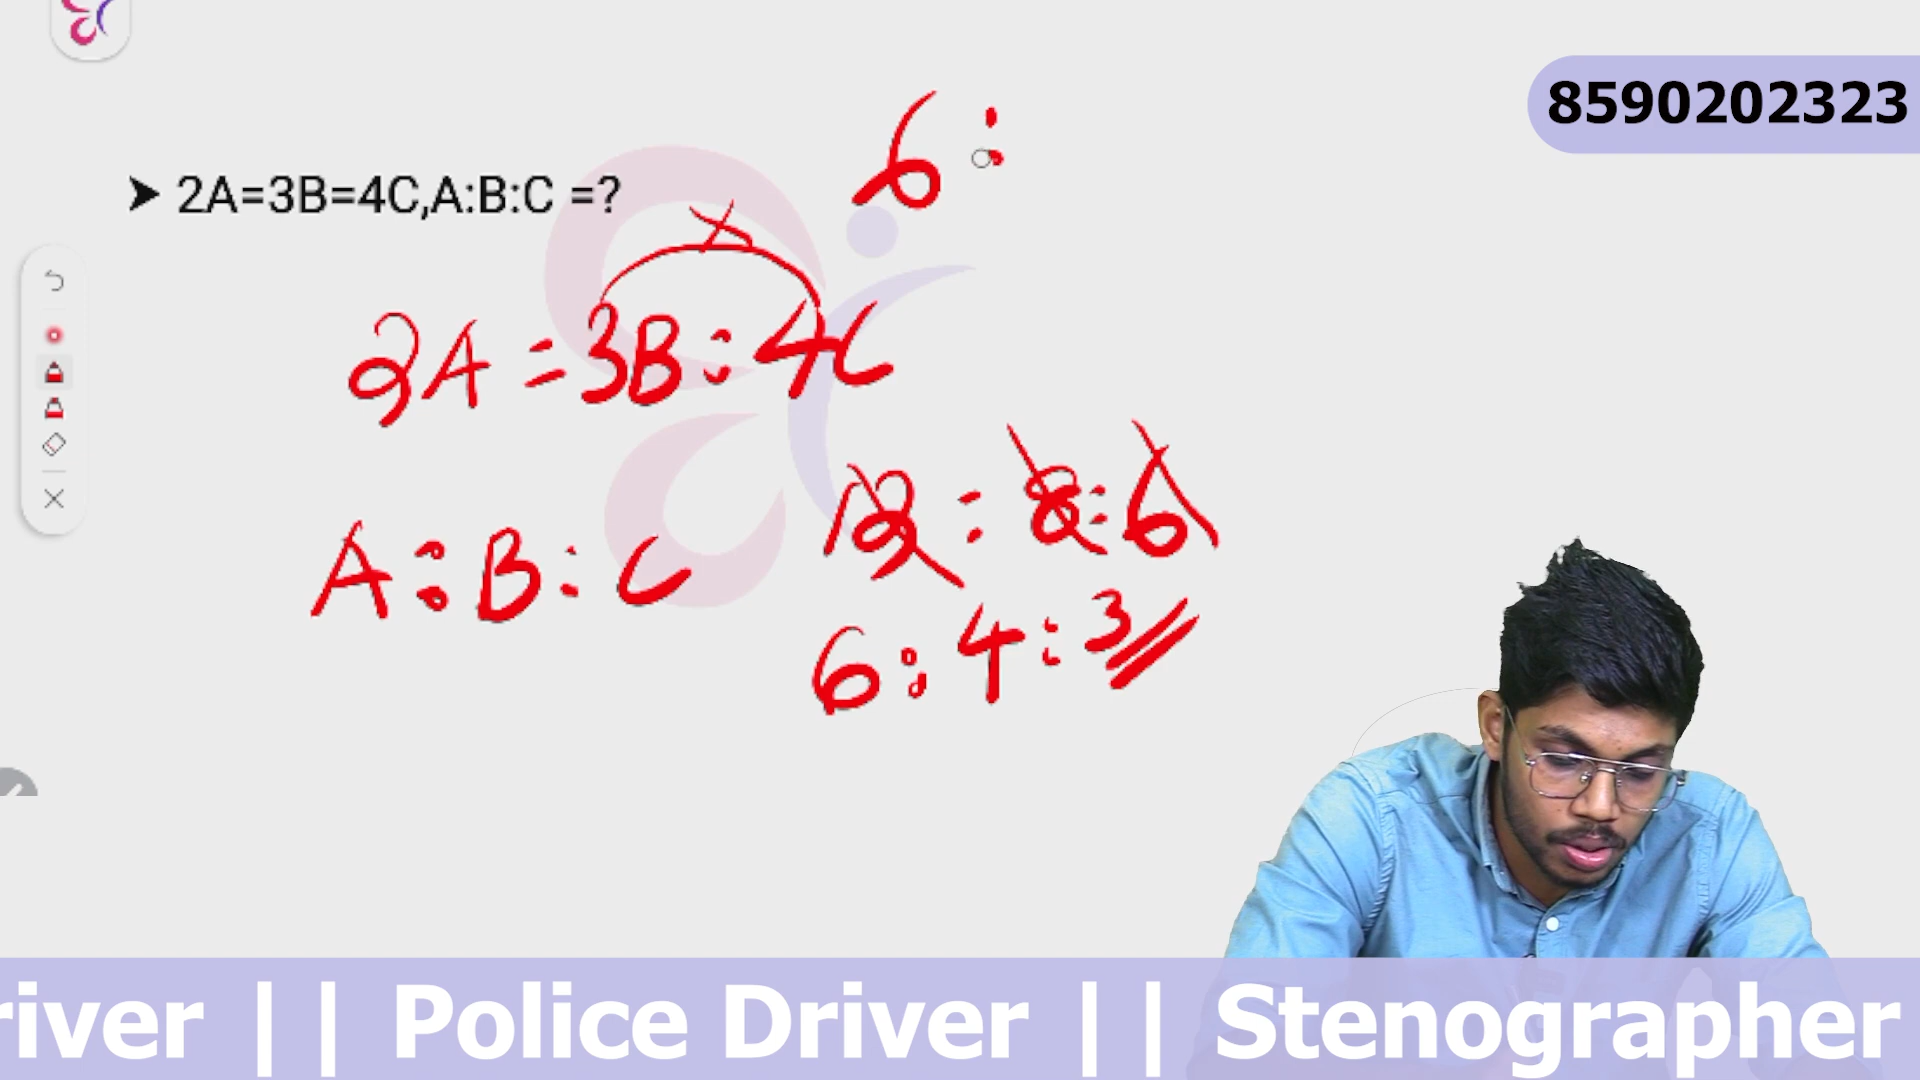 8590202323
6 :
➤ 2A=3B=4C,A:B:C =?
×
2A = 3B : 4C
12 : 8 : 6
A : B : C
6 : 4 : 3
river || Police Driver || Stenographer